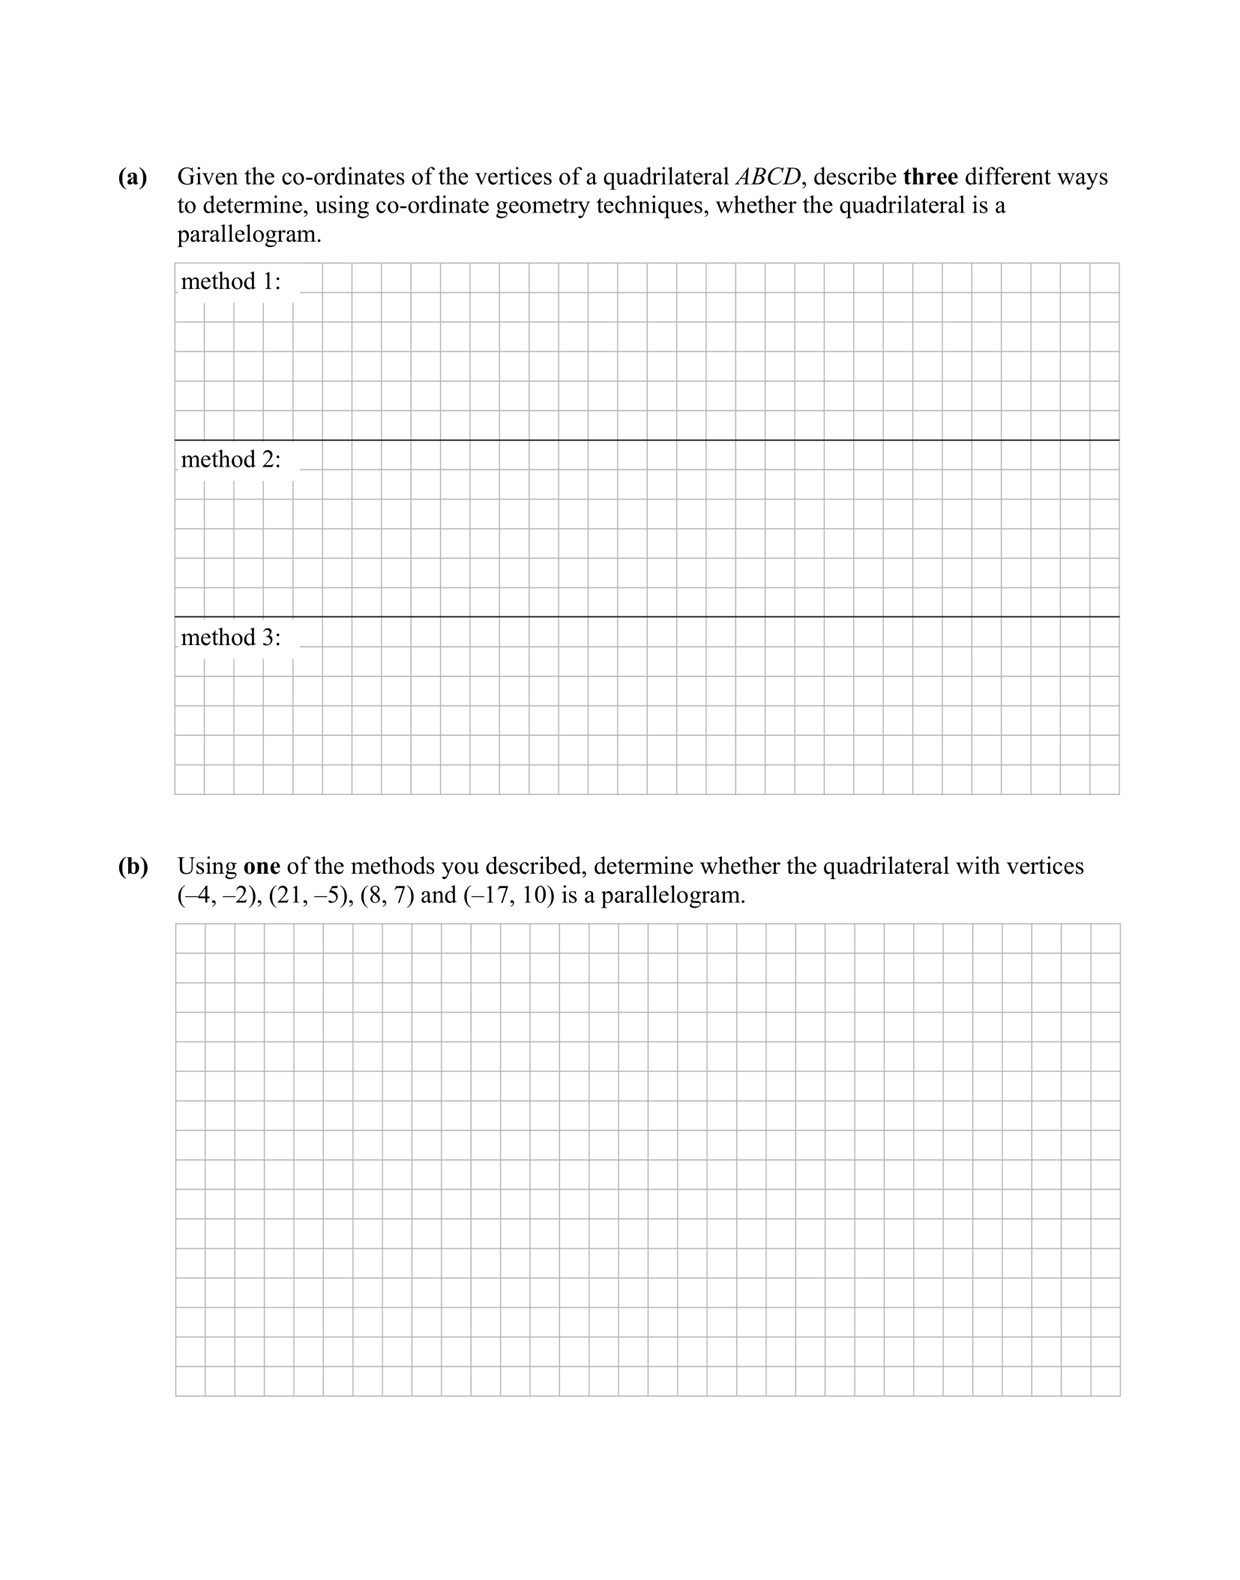 (a) Given the co-ordinates of the vertices of a quadrilateral ABCD, describe three different ways
to determine, using co-ordinate geometry techniques, whether the quadrilateral is a
parallelogram.
method 1:
method 2:
method 3:
(b) Using one of the methods you described, determine whether the quadrilateral with vertices
(–4, –2), (21, –5), (8, 7) and (–17, 10) is a parallelogram.